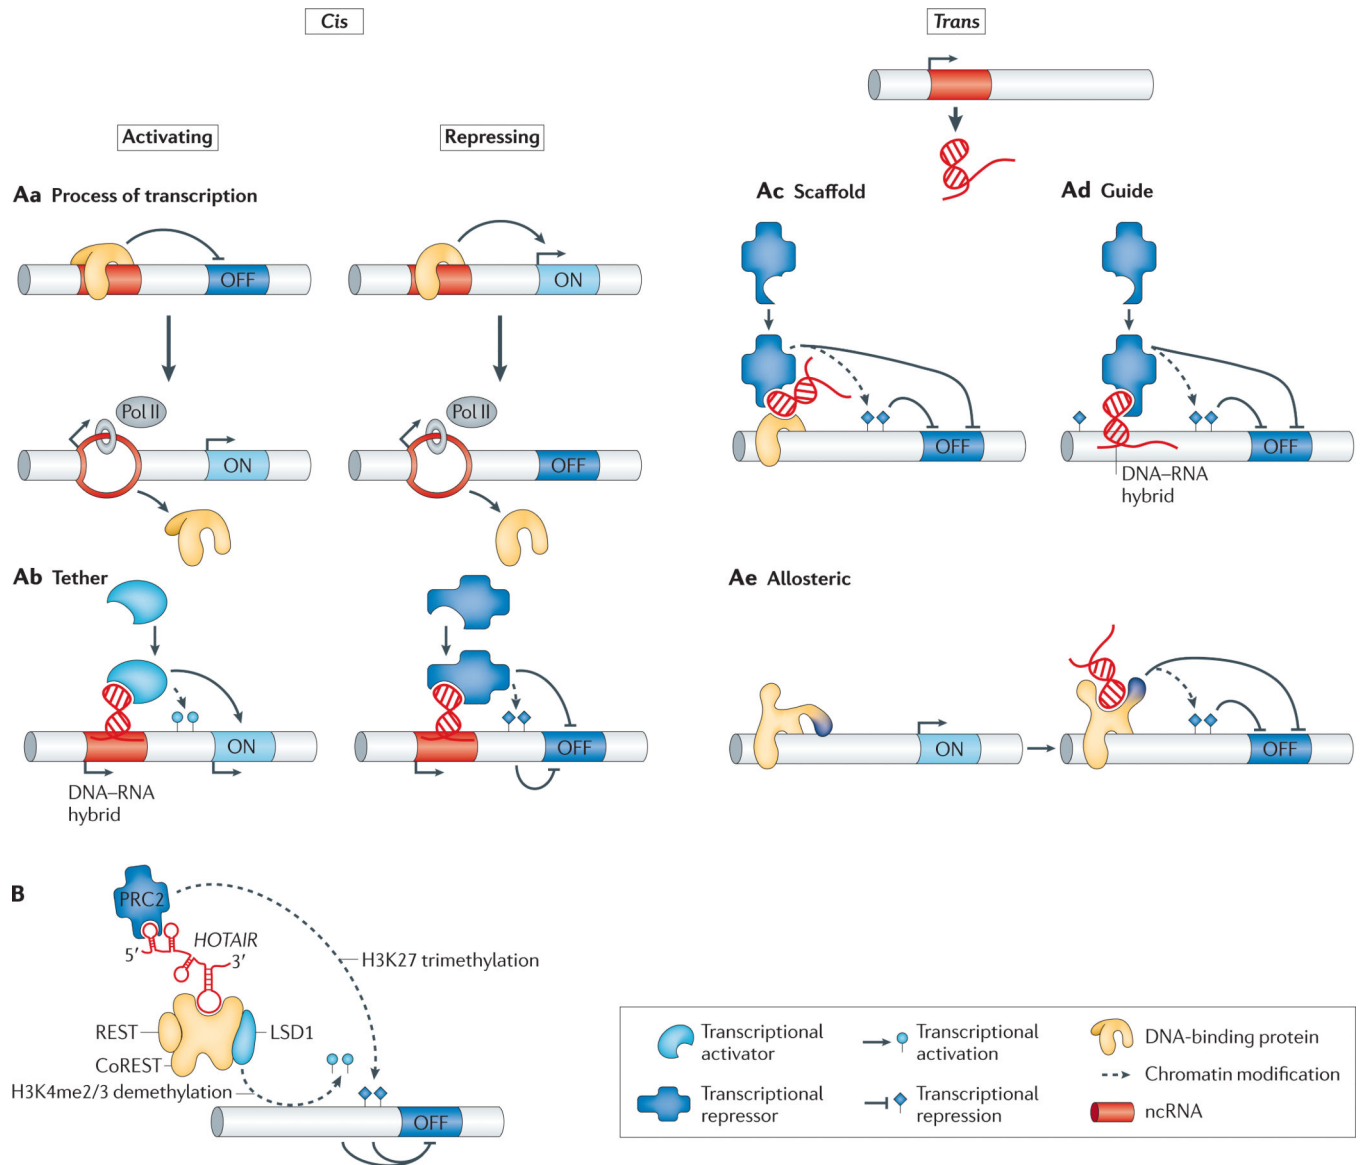 Cis
Trans
Activating
Repressing
Aa Process of transcription
Ac Scaffold
Ad Guide
OFF
ON
Pol II
Pol II
ON
OFF
OFF
OFF
DNA–RNA
hybrid
Ab Tether
Ae Allosteric
ON
OFF
ON
OFF
DNA–RNA
hybrid
B
PRC2
HOTAIR
5′
3′
H3K27 trimethylation
REST
LSD1
CoREST
H3K4me2/3 demethylation
OFF
Transcriptional
activator
Transcriptional
activation
DNA-binding protein
Chromatin modification
Transcriptional
repressor
Transcriptional
repression
ncRNA